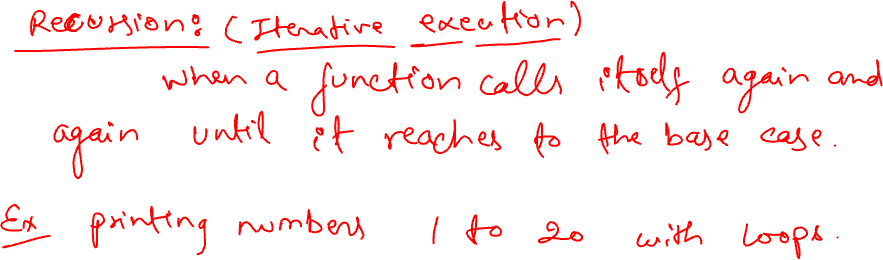 Recursion: (Iterative execution)
when a function calls itself again and
again until it reaches to the base case.
Ex printing numbers 1 to 20 with loops.